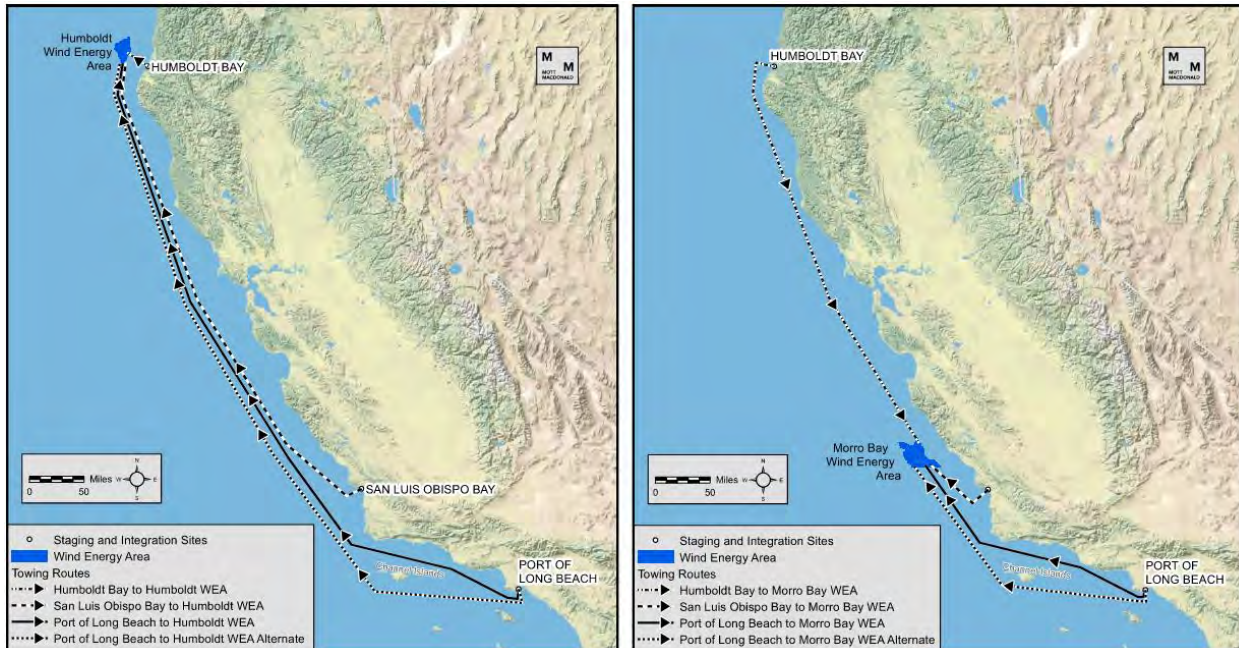 Humboldt
Wind Energy
Area
HUMBOLDT BAY
M
M
MOTT
MACDONALD
Miles
0
50
N
W
E
S
SAN LUIS OBISPO BAY
PORT OF
LONG BEACH
Channel Islands
Staging and Integration Sites
Wind Energy Area
Towing Routes
Humboldt Bay to Humboldt WEA
San Luis Obispo Bay to Humboldt WEA
Port of Long Beach to Humboldt WEA
Port of Long Beach to Humboldt WEA Alternate
HUMBOLDT BAY
M
M
MOTT
MACDONALD
Morro Bay
Wind Energy
Area
Miles
0
50
N
W
E
S
PORT OF
LONG BEACH
Channel Islands
Staging and Integration Sites
Wind Energy Area
Towing Routes
Humboldt Bay to Morro Bay WEA
San Luis Obispo Bay to Morro Bay WEA
Port of Long Beach to Morro Bay WEA
Port of Long Beach to Morro Bay WEA Alternate